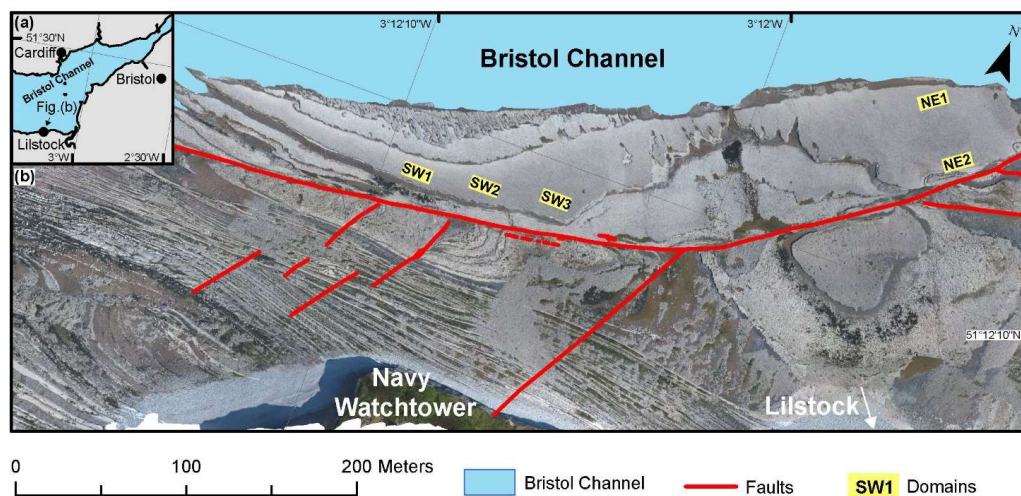 (a)
51°30'N
Cardiff
Bristol Channel
Bristol
Fig.(b)
Lilstock
3°W
2°30'W
3°12'10"W
3°12'W
N
Bristol Channel
NE1
NE2
SW1
SW2
SW3
(b)
51°12'10"N
Navy
Watchtower
Lilstock
0 100 200 Meters
Bristol Channel
Faults
SW1 Domains